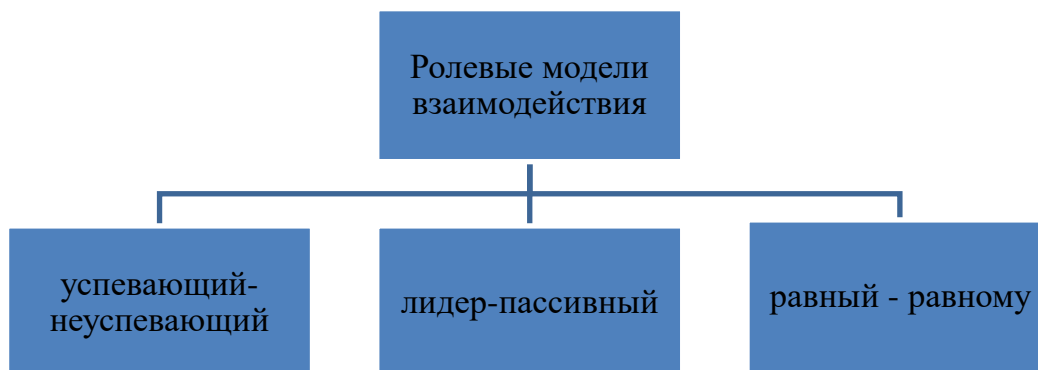 Ролевые модели
взаимодействия
успевающий-
неуспевающий
лидер-пассивный
равный - равному